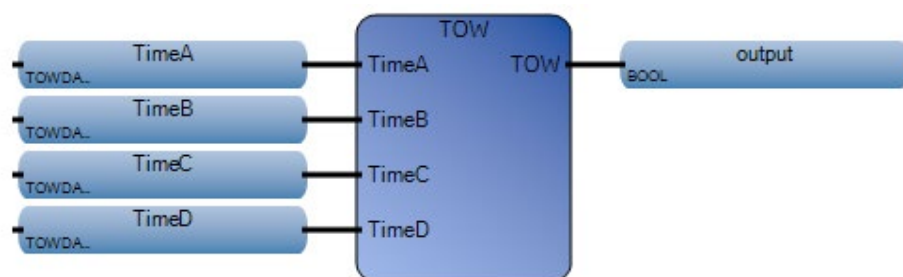 TOW
TimeA
TOWDA...
TimeA
TOW
output
BOOL
TimeB
TOWDA...
TimeB
TimeC
TOWDA...
TimeC
TimeD
TOWDA...
TimeD